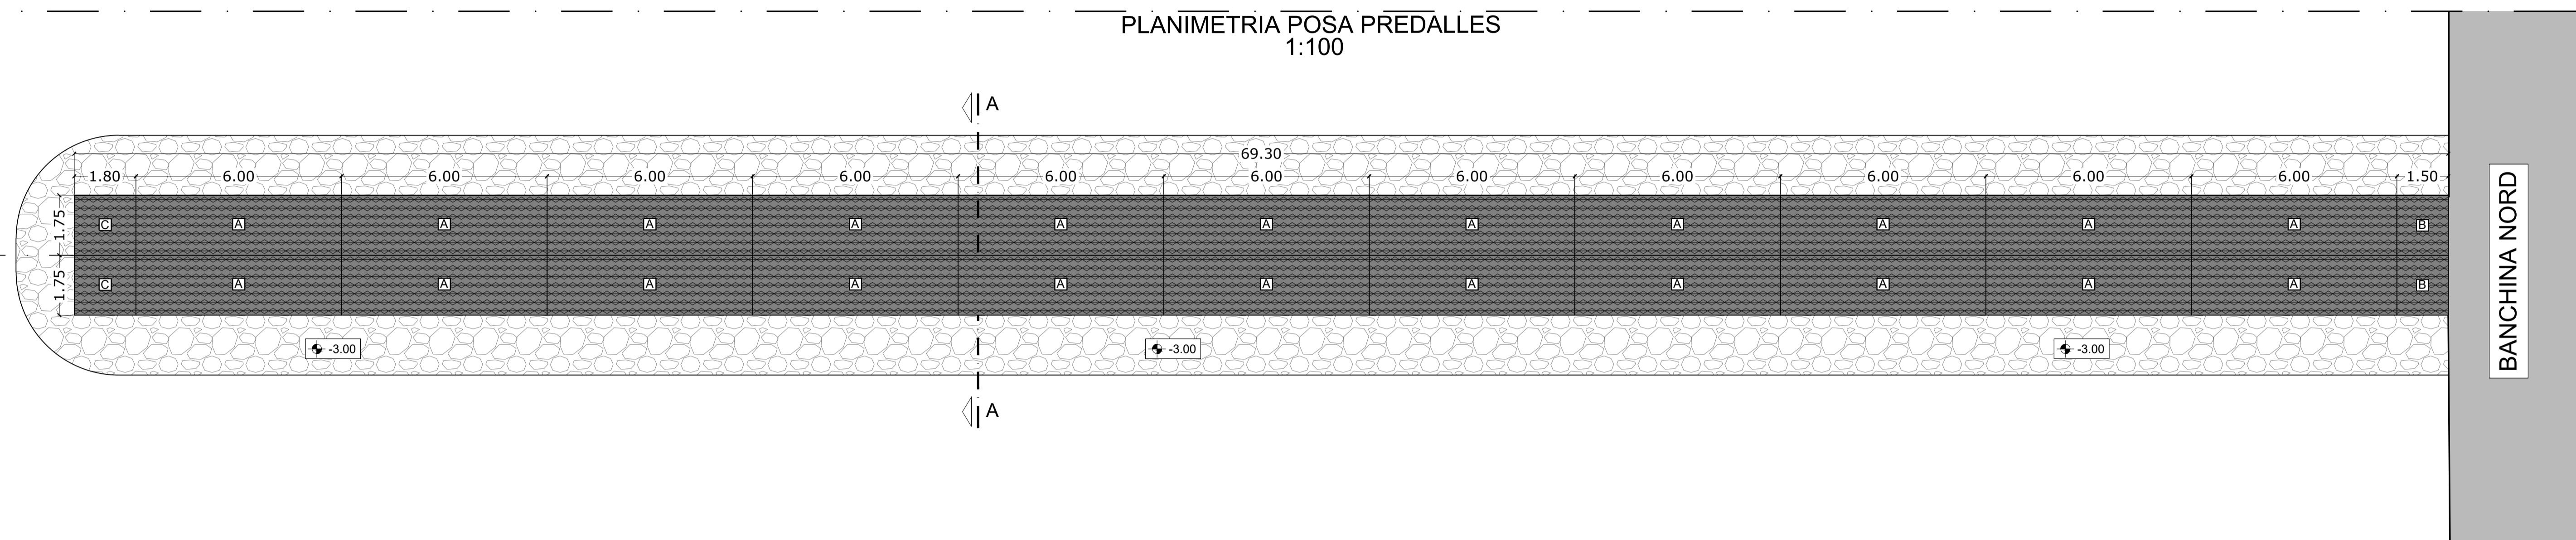 PLANIMETRIA POSA PREDALLES
1:100
A
69.30
1.80 6.00 6.00 6.00 6.00 6.00 6.00 6.00 6.00 6.00 6.00 6.00 1.50
1.75
C A A A A A A A A A A A B
1.75
C A A A A A A A A A A A B
-3.00 -3.00 -3.00
A
BANCHINA NORD